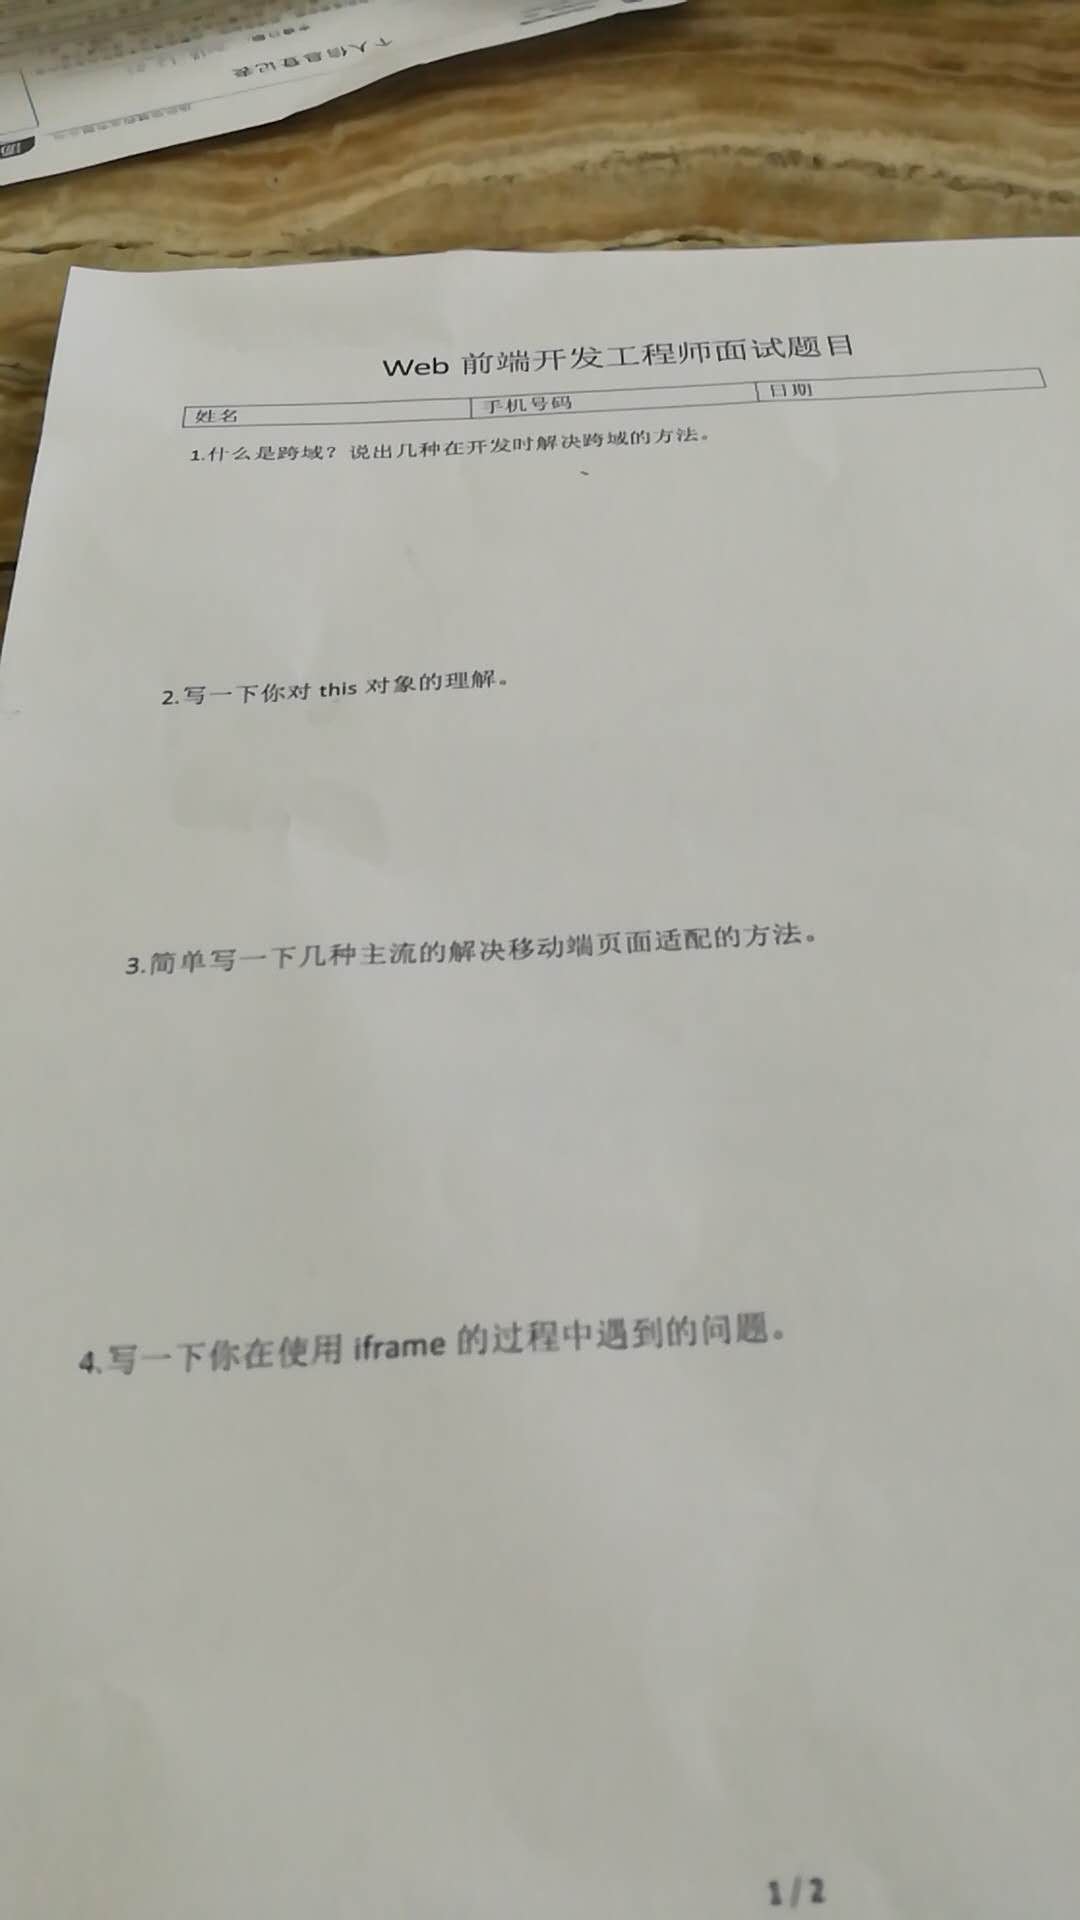 个人信息登记表
Web 前端开发工程师面试题目
姓名 手机号码 日期
1.什么是跨域？说出几种在开发时解决跨域的方法。
2.写一下你对 this 对象的理解。
3.简单写一下几种主流的解决移动端页面适配的方法。
4.写一下你在使用 iframe 的过程中遇到的问题。
1/2